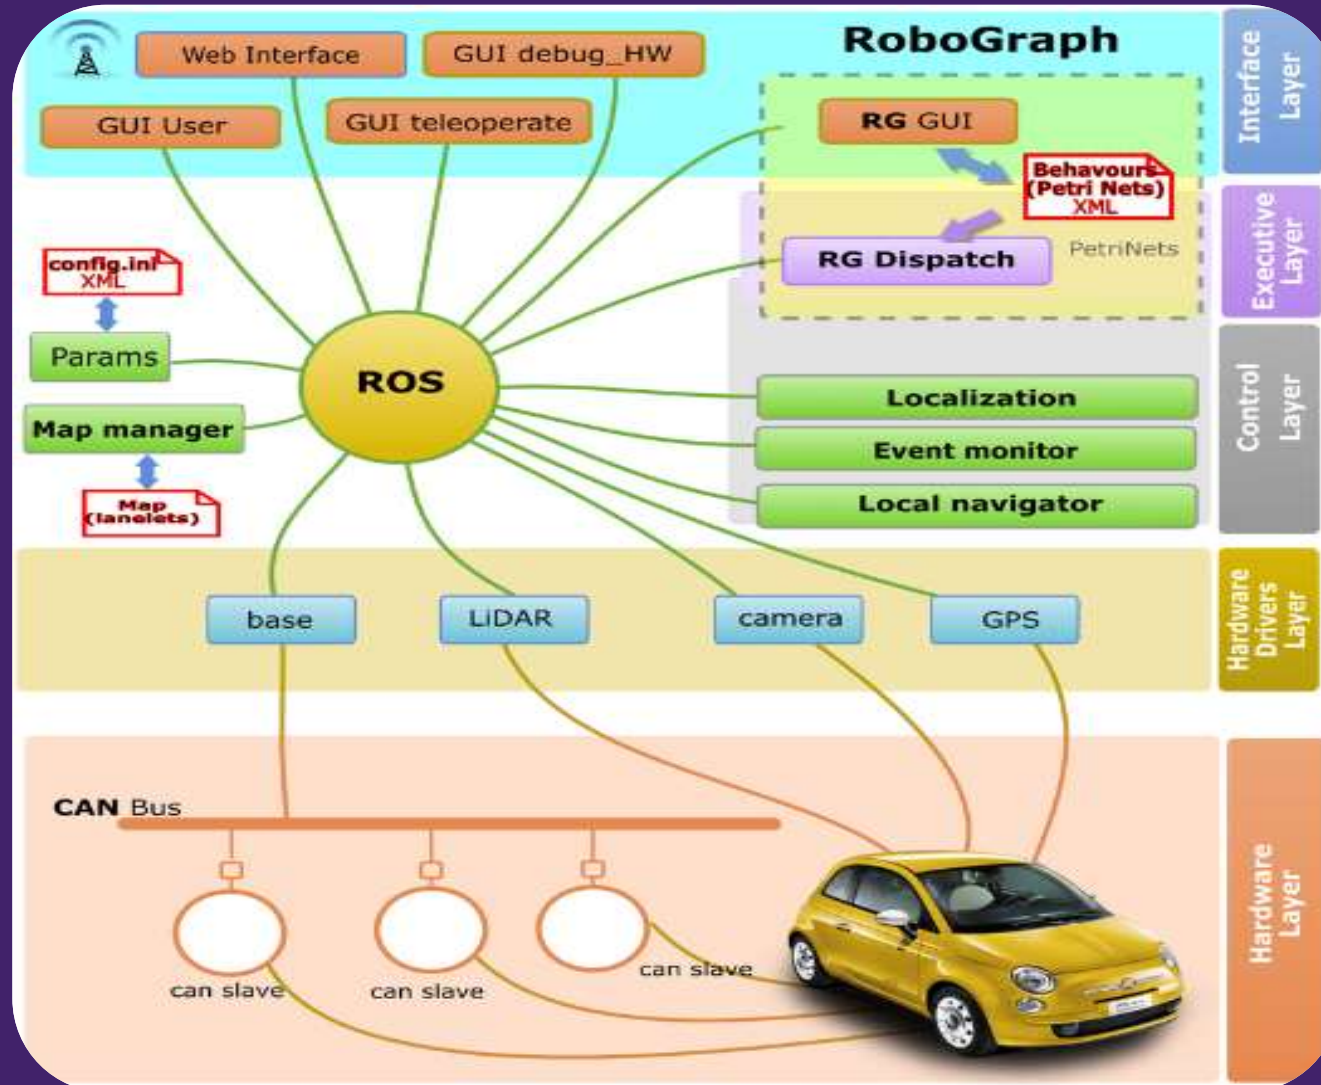 RoboGraph
Web Interface
GUI debug_HW
GUI User
GUI teleoperate
RG GUI
Behavours
(Petri Nets)
XML
Interface
Layer
RG Dispatch
PetriNets
Executive
Layer
config.ini
XML
Params
Map manager
Map
(lanelets)
ROS
Localization
Event monitor
Local navigator
Control
Layer
base
LiDAR
camera
GPS
Hardware
Drivers
Layer
CAN Bus
can slave
can slave
can slave
Hardware
Layer